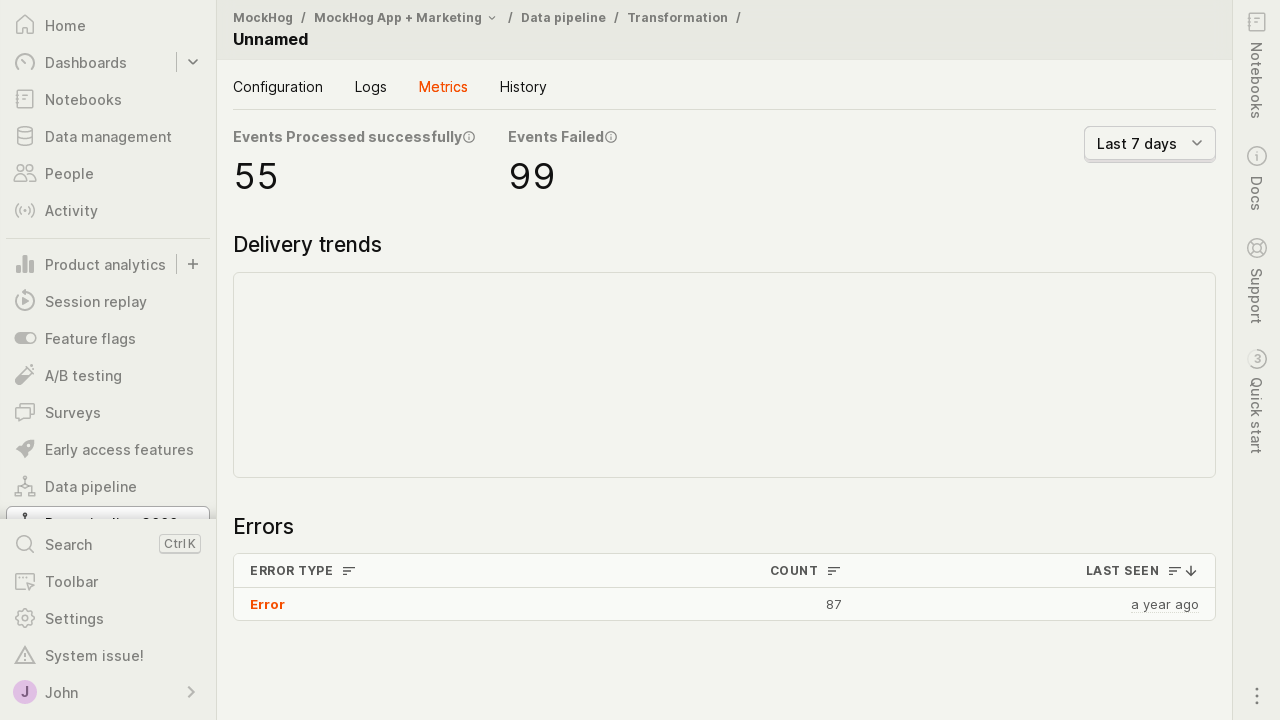 Home
Dashboards
Notebooks
Data management
People
Activity
Product analytics
Session replay
Feature flags
A/B testing
Surveys
Early access features
Data pipeline
Search Ctrl K
Toolbar
Settings
System issue!
J John
MockHog / MockHog App + Marketing / Data pipeline / Transformation /
Unnamed
Configuration Logs Metrics History
Events Processed successfully Events Failed
55 99
Last 7 days
Delivery trends
Errors
ERROR TYPE COUNT LAST SEEN
Error 87 a year ago
Notebooks
Docs
Support
3 Quick start